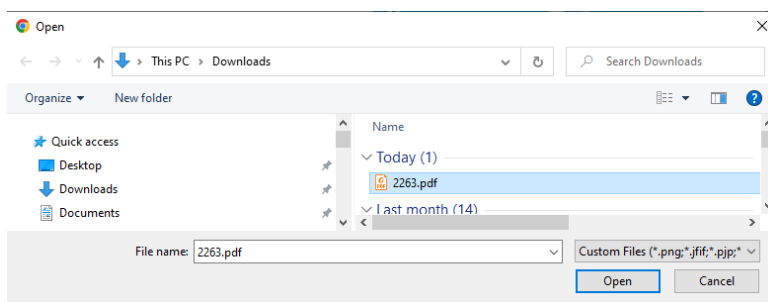 Open
This PC > Downloads
Search Downloads
Organize
New folder
Quick access
Desktop
Downloads
Documents
Name
Today (1)
2263.pdf
Last month (14)
File name: 2263.pdf
Custom Files (*.png;*.jfif;*.pjp;*
Open Cancel